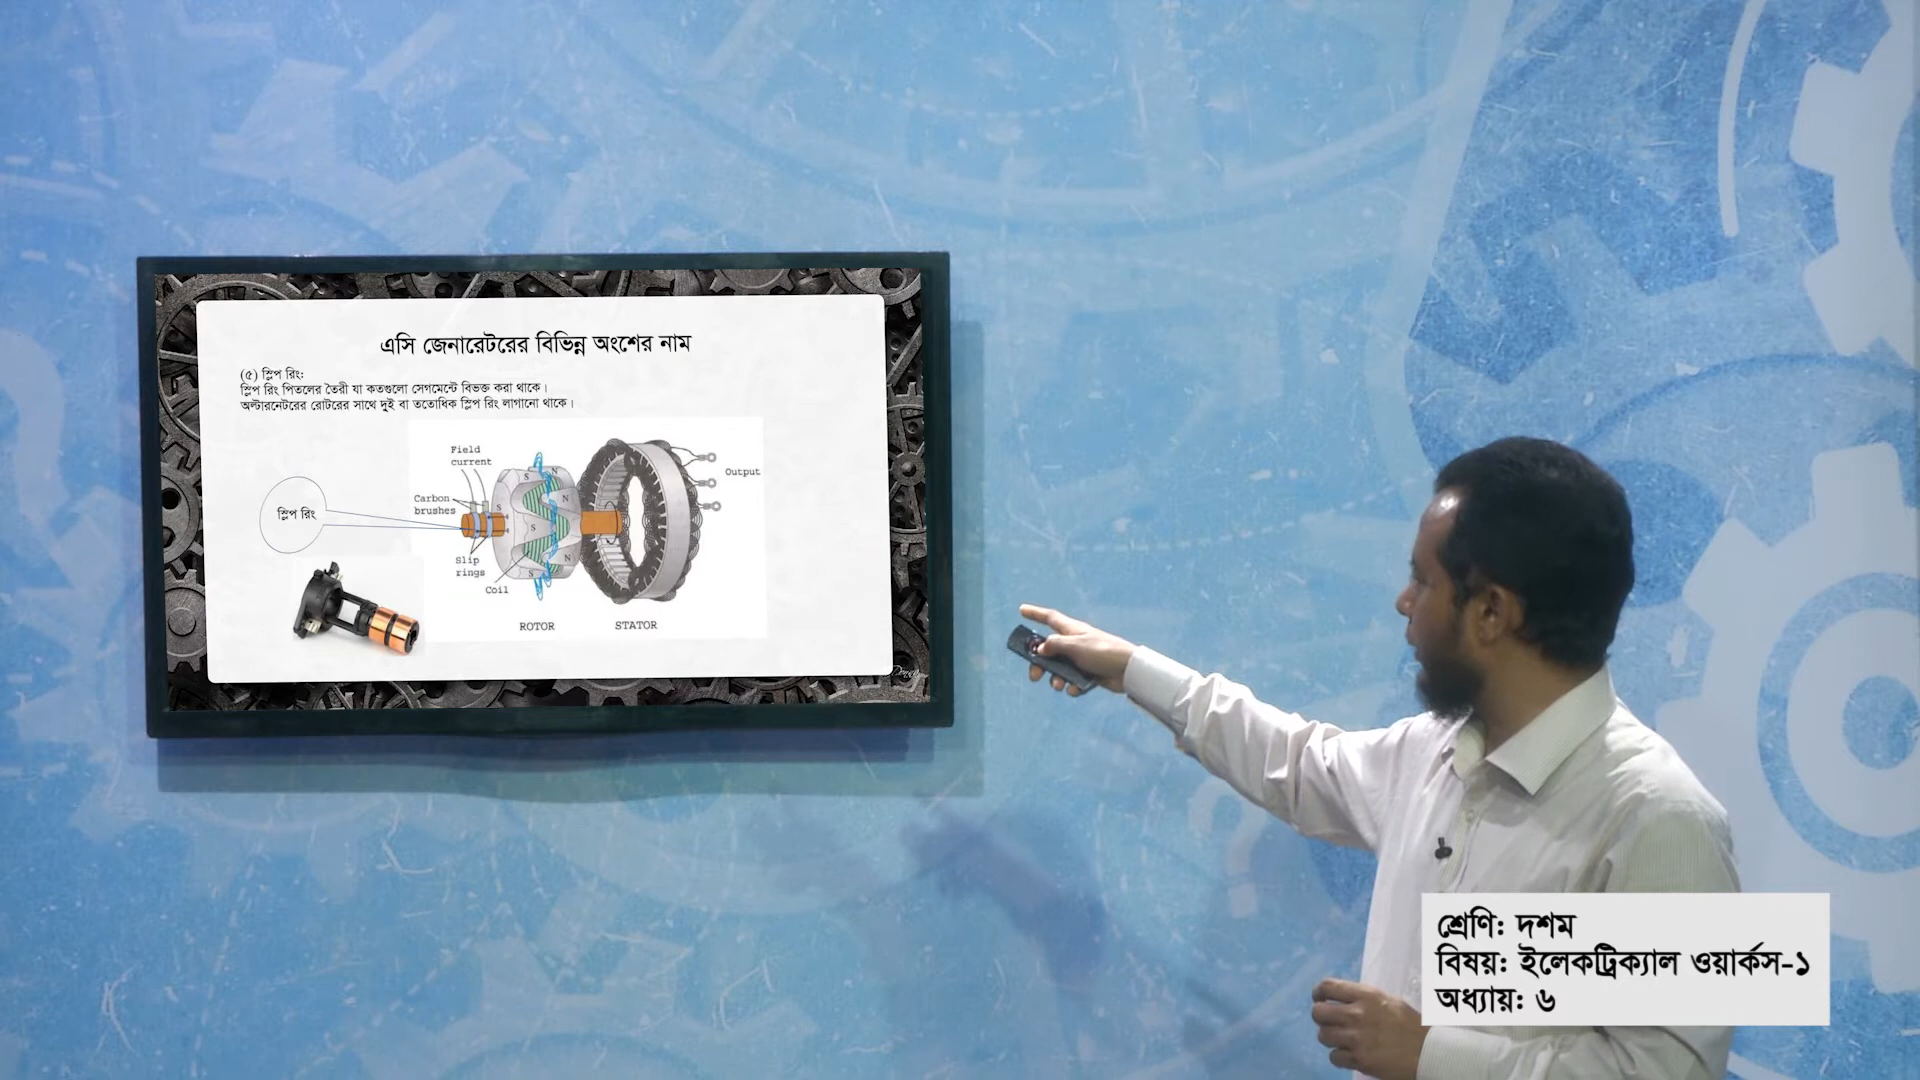 এসি জেনারেটরের বিভিন্ন অংশের নাম
(৫) স্লিপ রিং:
স্লিপ রিং পিতলের তৈরী যা কতগুলো সেগমেন্টে বিভক্ত করা থাকে।
অল্টারনেটরের রোটরের সাথে দুই বা ততোধিক স্লিপ রিং লাগানো থাকে।
Field
current
Output
Carbon
brushes
স্লিপ রিং
Slip
rings
Coil
S
N
S
N
S
N
S
ROTOR
STATOR
শ্রেণি: দশম
বিষয়: ইলেকট্রিক্যাল ওয়ার্কস-১
অধ্যায়: ৬